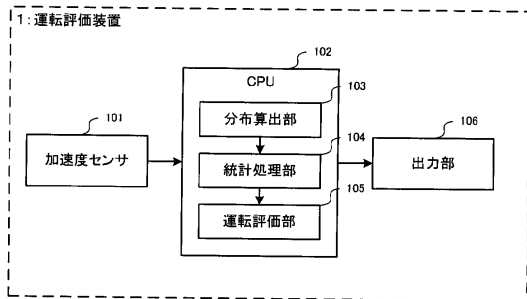 1:運転評価装置
102
CPU
103
分布算出部
101
104
106
加速度センサ
統計処理部
出力部
105
運転評価部